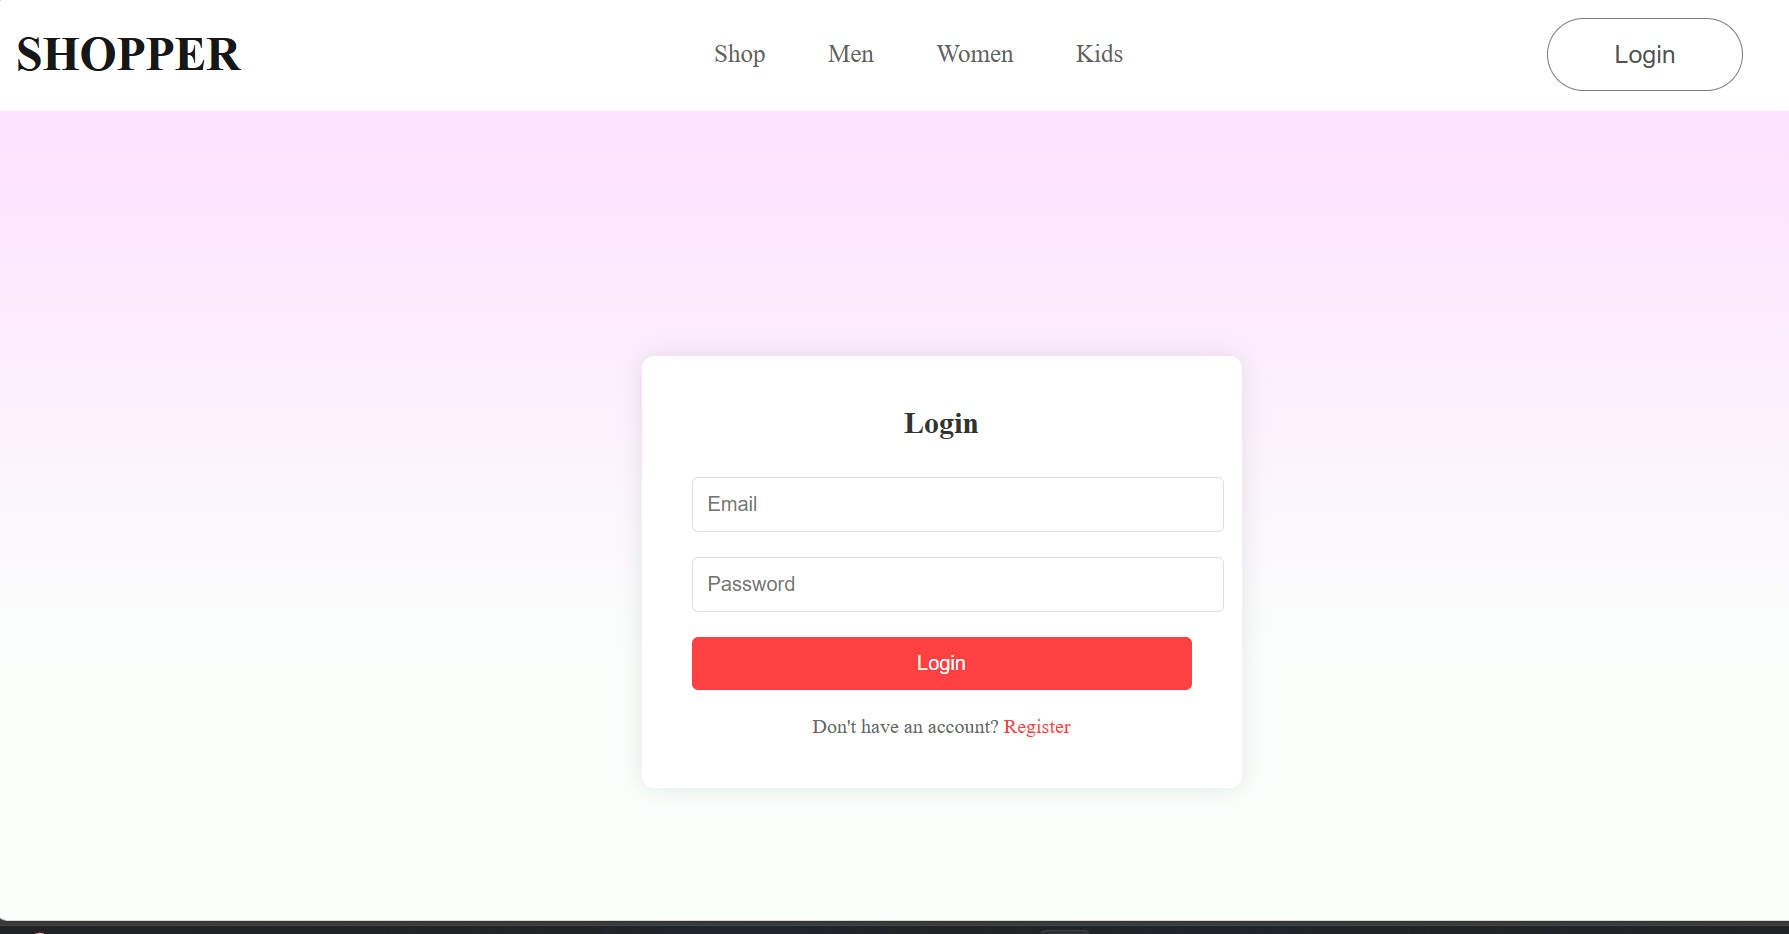 SHOPPER
Shop Men Women Kids
Login
Login
Email
Password
Login
Don't have an account? Register